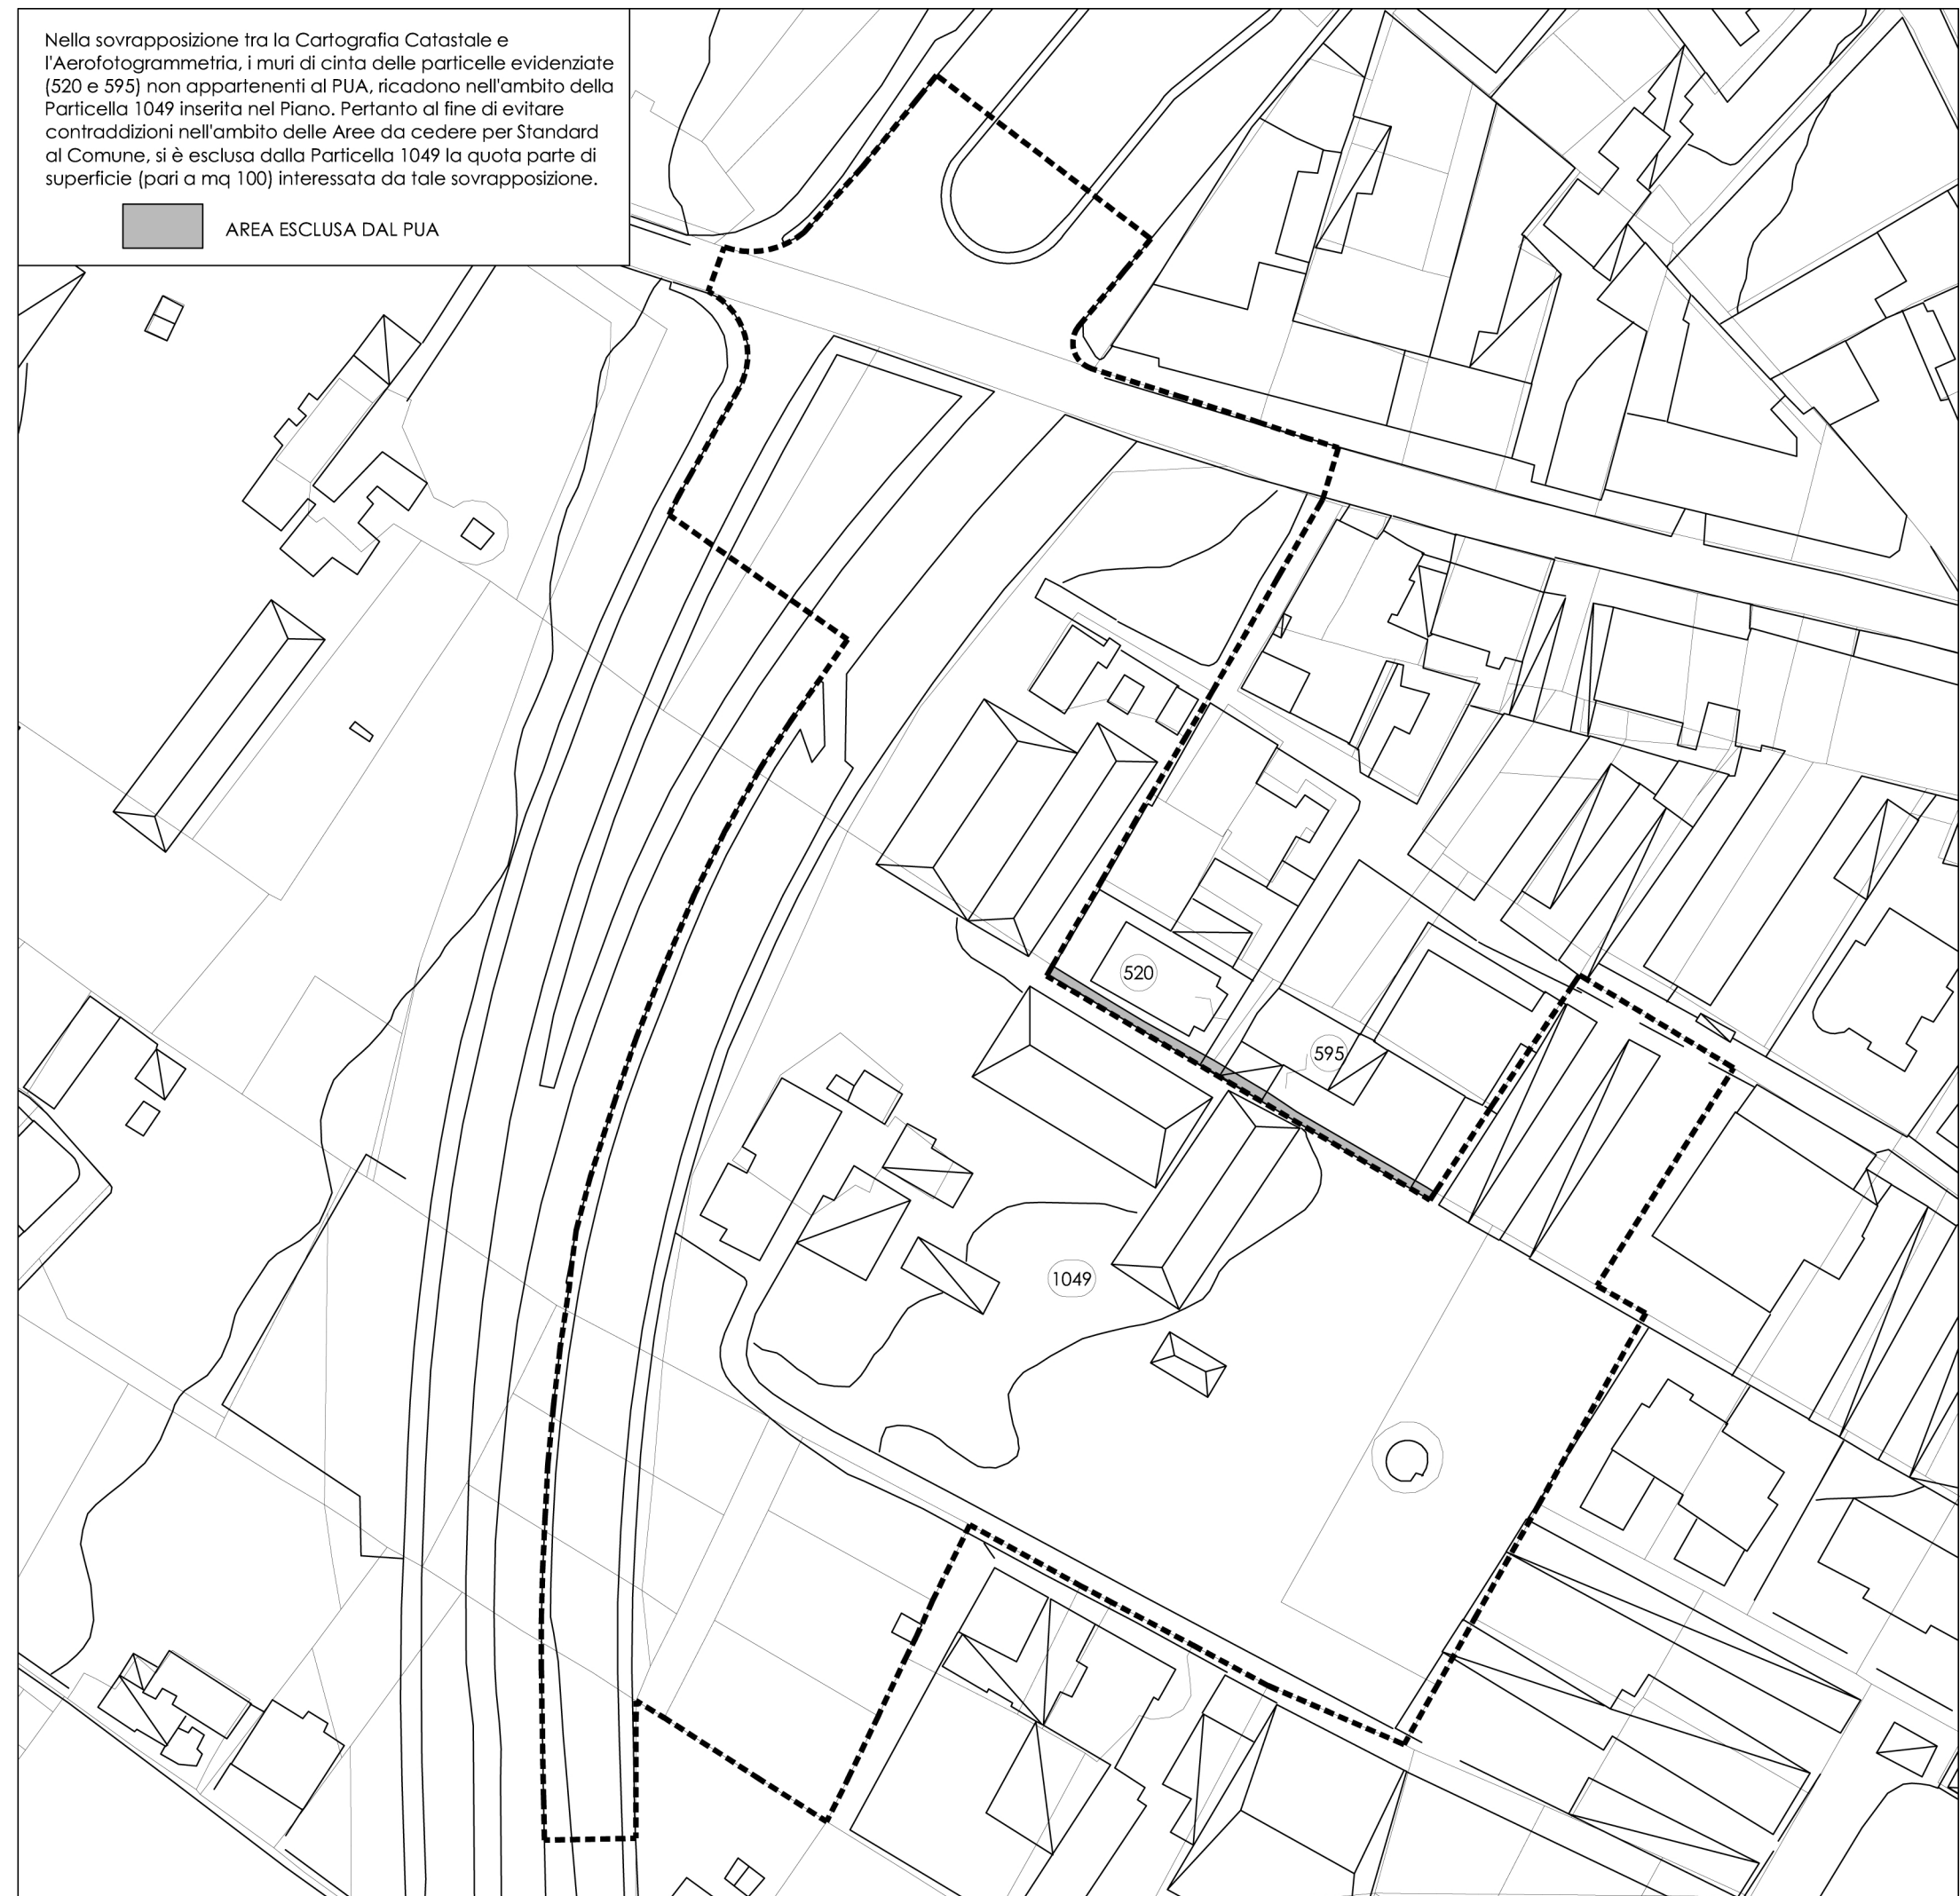 Nella sovrapposizione tra la Cartografia Catastale e
l'Aerofotogrammetria, i muri di cinta delle particelle evidenziate
(520 e 595) non appartenenti al PUA, ricadono nell'ambito della
Particella 1049 inserita nel Piano. Pertanto al fine di evitare
contraddizioni nell'ambito delle Aree da cedere per Standard
al Comune, si è esclusa dalla Particella 1049 la quota parte di
superficie (pari a mq 100) interessata da tale sovrapposizione.
AREA ESCLUSA DAL PUA
520
595
1049